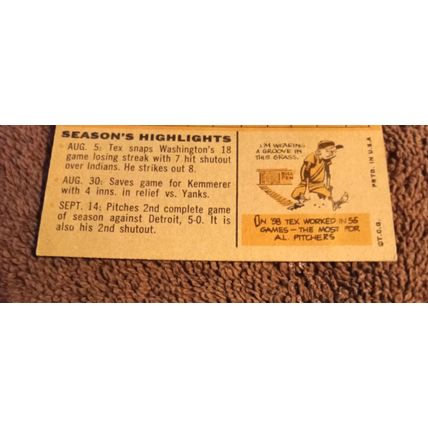 SEASON'S HIGHLIGHTS
AUG. 5: Tex snaps Washington's 18
game losing streak with 7 hit shutout
over Indians. He strikes out 8.
AUG. 30: Saves game for Kemmerer
with 4 inns. in relief vs. Yanks.
SEPT. 14: Pitches 2nd complete game
of season against Detroit, 5-0. It is
also his 2nd shutout.
I'M WEARING
A GROOVE IN
THIS GRASS.
BULL
PEN
IN '58 TEX WORKED IN 55
GAMES—THE MOST FOR
A.L. PITCHERS
©T.C.G. PRTD. IN U.S.A.